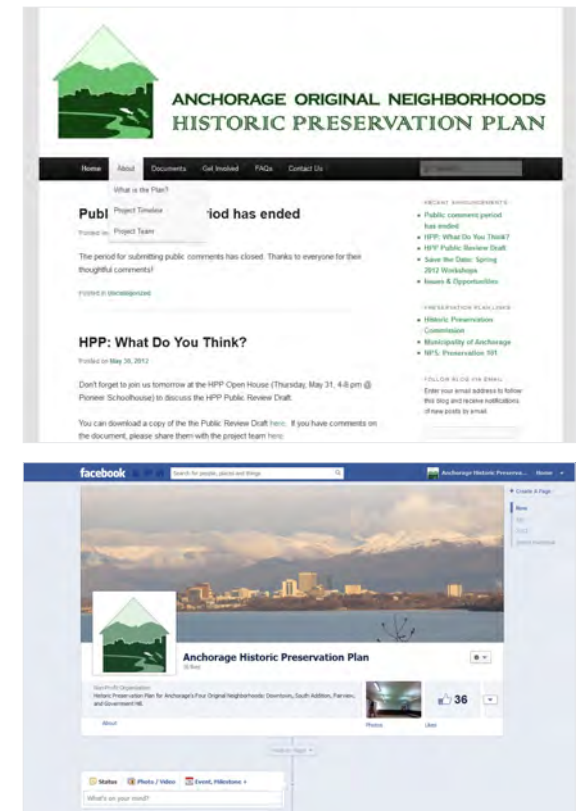 ANCHORAGE ORIGINAL NEIGHBORHOODS
HISTORIC PRESERVATION PLAN
Home About Documents Get Involved FAQs Contact Us
What is the Plan?
Project Timeline
Project Team
Publ iod has ended
Posted
The period for submitting public comments has closed. Thanks to everyone for their
thoughtful comments!
Posted in Uncategorized
HPP: What Do You Think?
Posted on May 30, 2012
Don't forget to join us tomorrow at the HPP Open House (Thursday, May 31, 4-8 pm @
Pioneer Schoolhouse) to discuss the HPP Public Review Draft.
You can download a copy of the the Public Review Draft here. If you have comments on
the document, please share them with the project team here.
RECENT ANNOUNCEMENTS
Public comment period
has ended
HPP: What Do You Think?
HPP Public Review Draft
Save the Date: Spring
2012 Workshops
Issues & Opportunities
PRESERVATION PLAN LINKS
Historic Preservation
Commission
Municipality of Anchorage
NPS: Preservation 101
FOLLOW BLOG VIA EMAIL
Enter your email address to follow
this blog and receive notifications
of new posts by email.
facebook
Search for people, places and things
Anchorage Historic Preserva... Home
Create A Page
Now
Anchorage Historic Preservation Plan
Non-Profit Organization
Historic Preservation Plan for Anchorage's Four Original Neighborhoods: Downtown, South Addition, Fairview,
and Government Hill.
About
Photos
36
Likes
Status Photo / Video Event, Milestone +
What's on your mind?